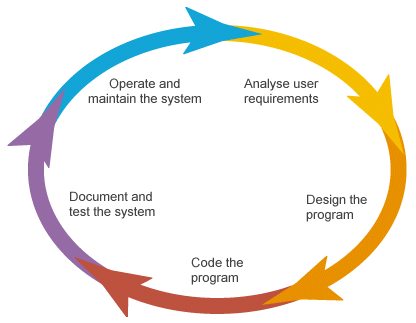 Operate and
maintain the system
Analyse user
requirements
Design the
program
Code the
program
Document and
test the system